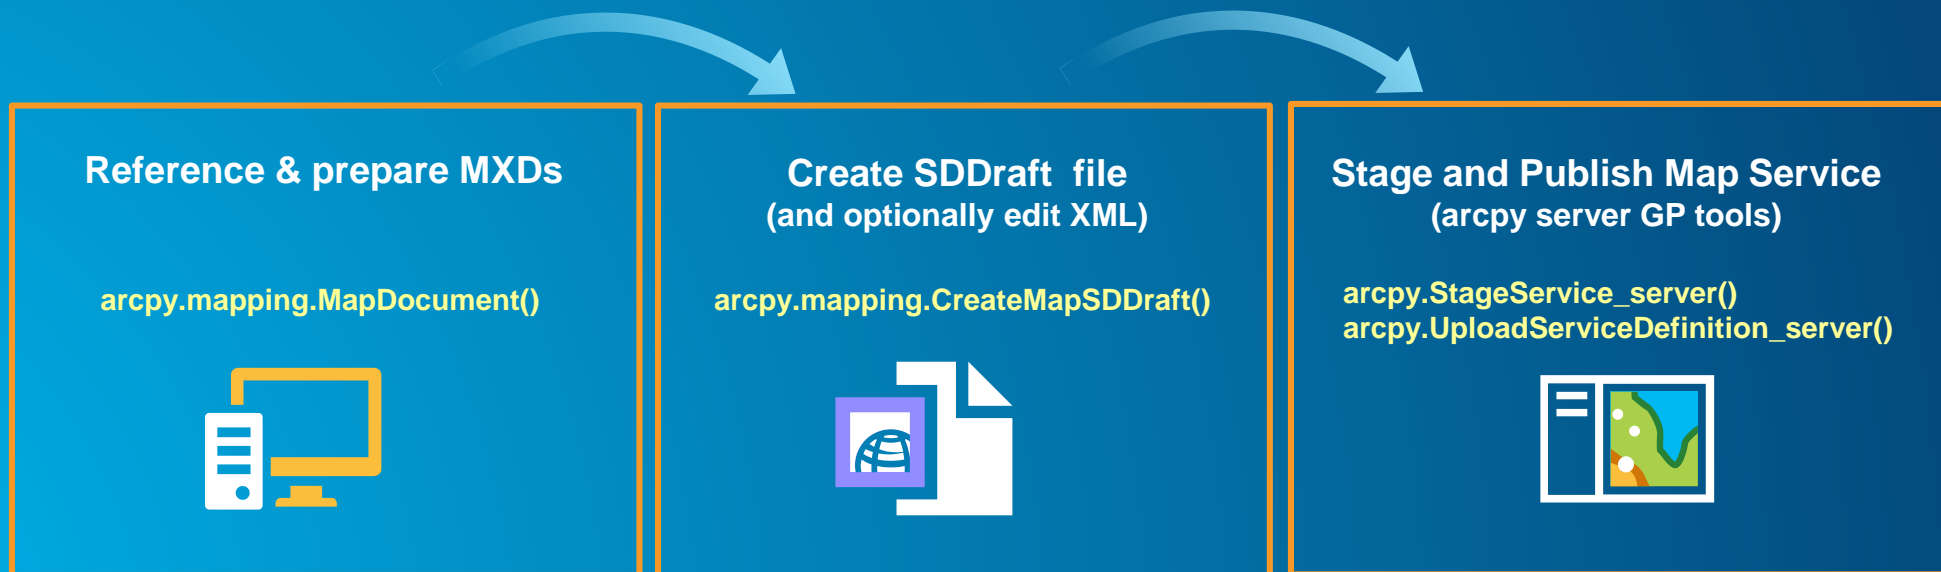 Reference & prepare MXDs
arcpy.mapping.MapDocument()
Create SDDraft  file
(and optionally edit XML)
arcpy.mapping.CreateMapSDDraft()
Stage and Publish Map Service
(arcpy server GP tools)
arcpy.StageService_server()
arcpy.UploadServiceDefinition_server()